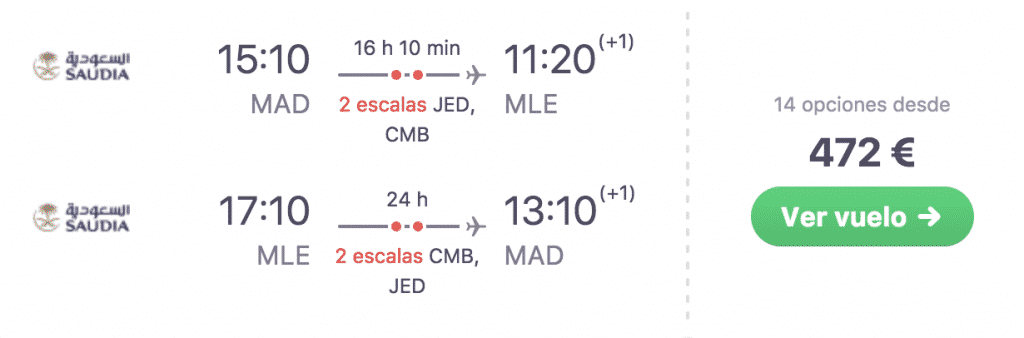 السعودية
SAUDIA
15:10
MAD
16 h 10 min
2 escalas JED,
CMB
11:20(+1)
MLE
السعودية
SAUDIA
17:10
MLE
24 h
2 escalas CMB,
JED
13:10(+1)
MAD
14 opciones desde
472 €
Ver vuelo →